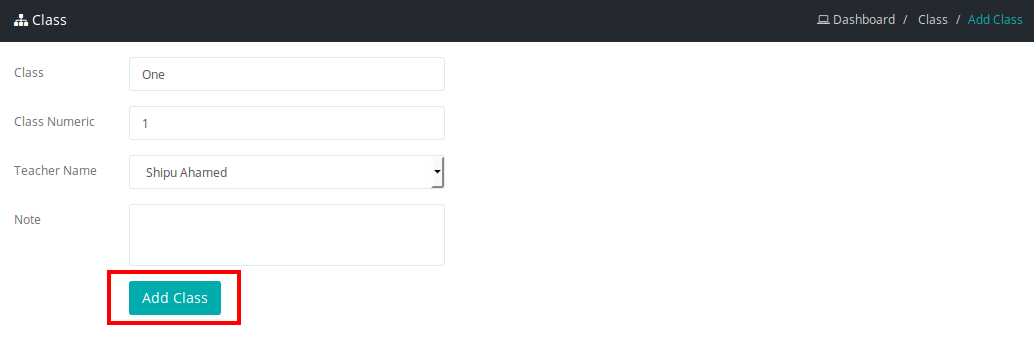 Class Dashboard / Class / Add Class
Class One
Class Numeric 1
Teacher Name Shipu Ahamed
Note
Add Class